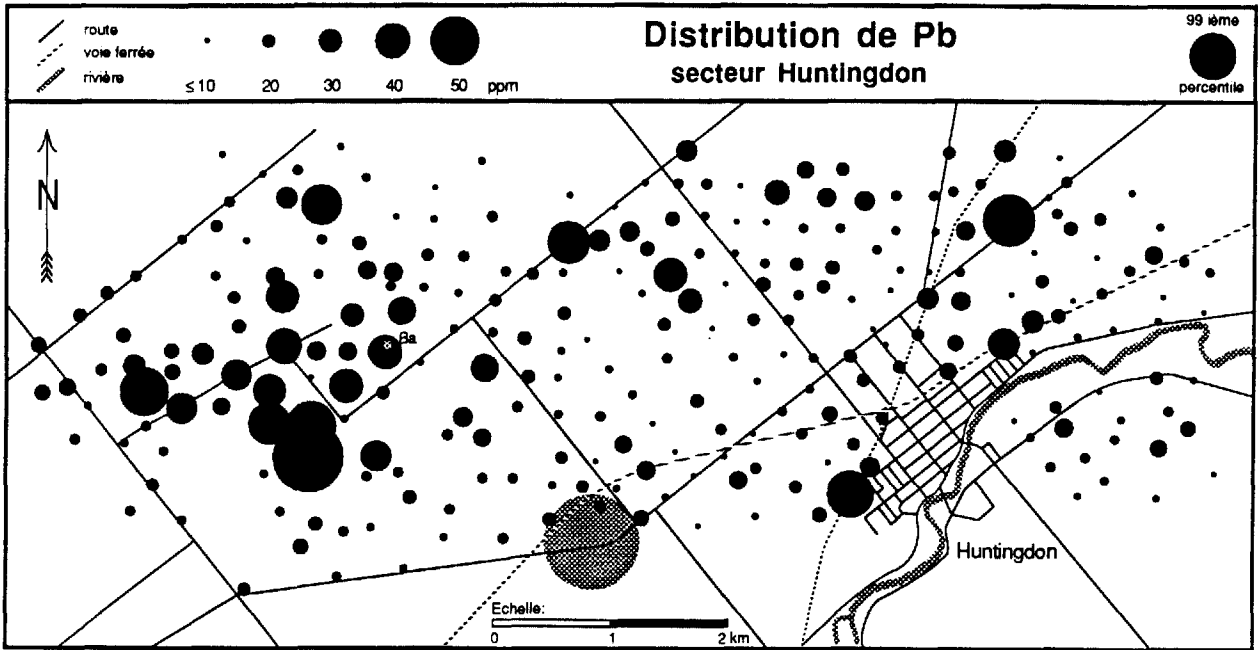 route
voie ferrée
rivière
≤10 20 30 40 50 ppm
Distribution de Pb
secteur Huntingdon
99 ième
percentile
N
Ba
Huntingdon
Echelle:
0 1 2 km